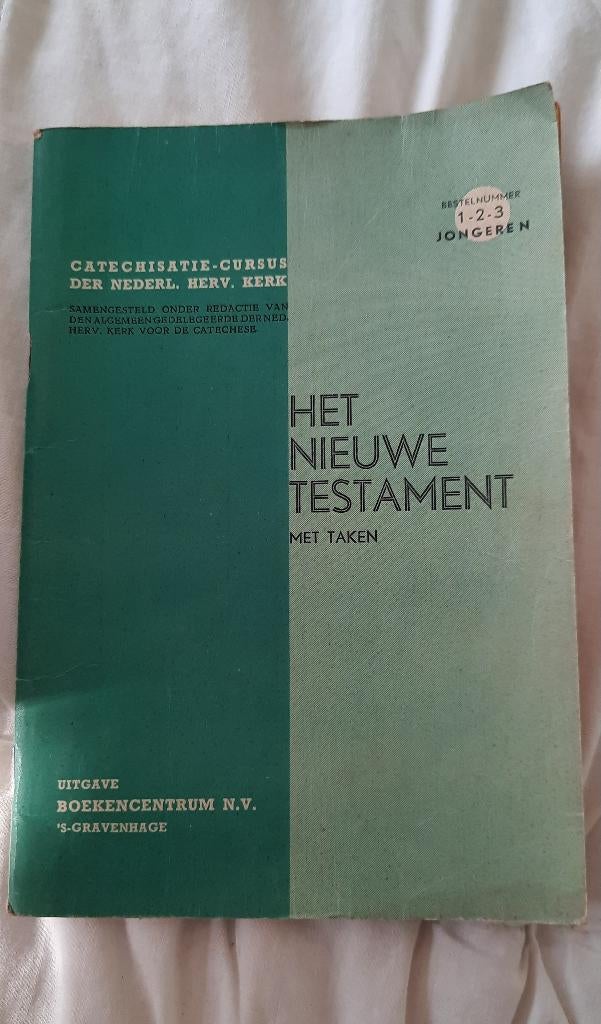 BESTELNUMMER
1-2-3
JONGEREN
CATECHISATIE-CURSUS
DER NEDERL. HERV. KERK
SAMENGESTELD ONDER REDACTIE VAN
DEN ALGEMEEN GEDELEGEERDE DER NED.
HERV. KERK VOOR DE CATECHESE
HET
NIEUWE
TESTAMENT
MET TAKEN
UITGAVE
BOEKENCENTRUM N.V.
'S-GRAVENHAGE